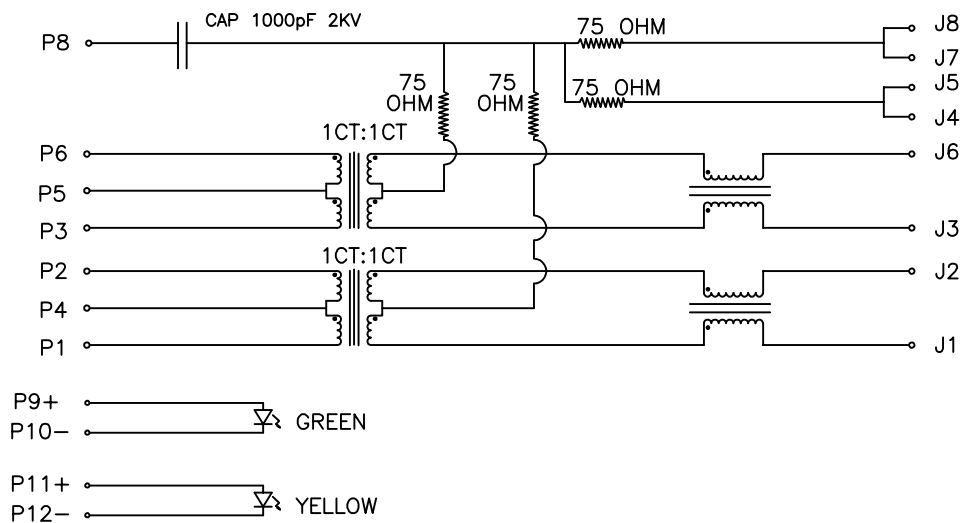 CAP 1000pF 2KV
75 OHM
J8
P8
J7
75
OHM
75
OHM
75 OHM
J5
J4
1CT:1CT
P6
J6
P5
P3
J3
1CT:1CT
P2
J2
P4
P1
J1
P9+
GREEN
P10-
P11+
YELLOW
P12-